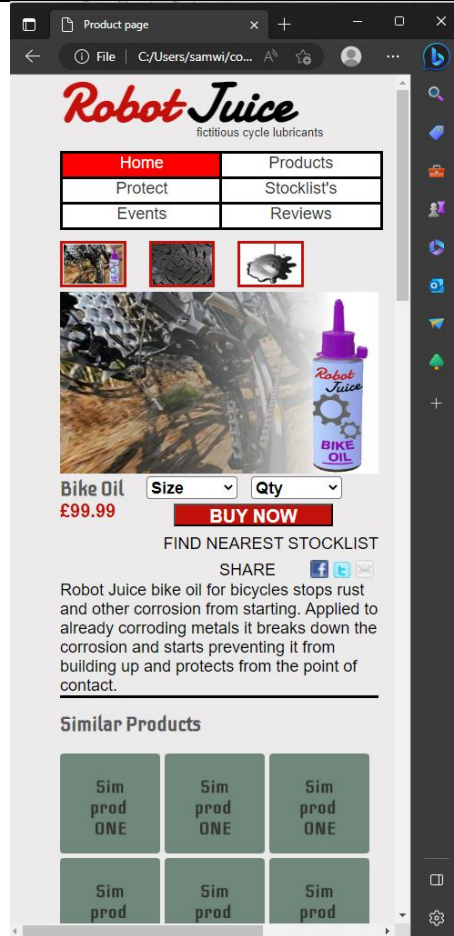 Product page
File C:/Users/samwi/co...
Robot Juice
fictitious cycle lubricants
Home Products
Protect Stocklist's
Events Reviews
Robot
Juice
BIKE
OIL
Bike Oil Size Qty
£99.99 BUY NOW
FIND NEAREST STOCKLIST
SHARE
Robot Juice bike oil for bicycles stops rust
and other corrosion from starting. Applied to
already corroding metals it breaks down the
corrosion and starts preventing it from
building up and protects from the point of
contact.
Similar Products
Sim Sim Sim
prod prod prod
ONE ONE ONE
Sim Sim Sim
prod prod prod